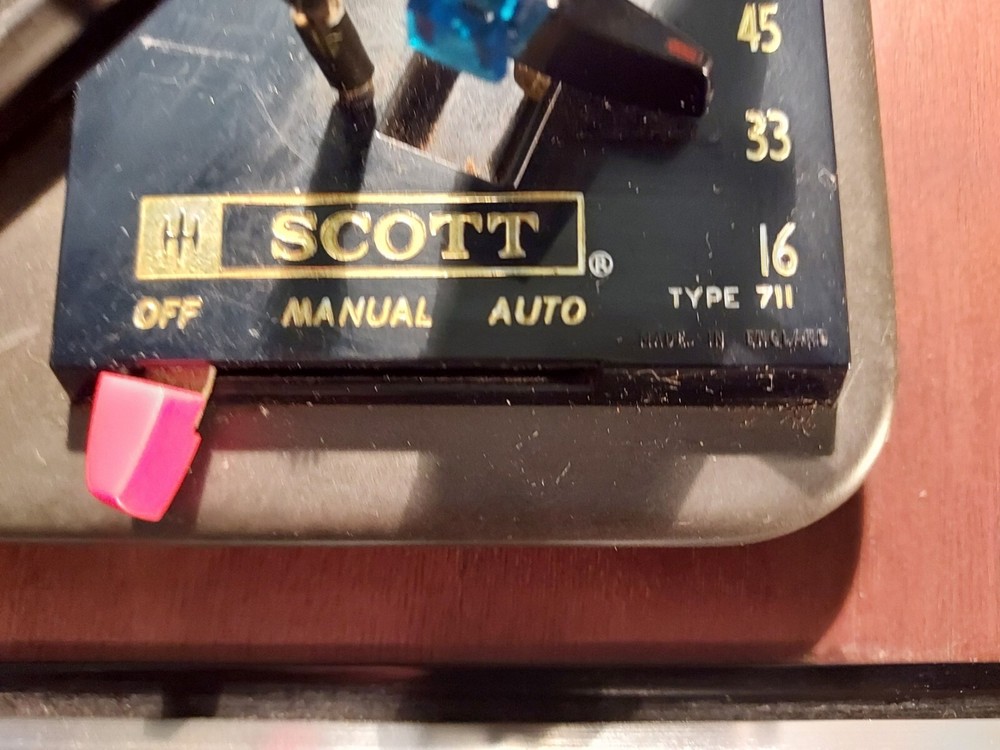 45
33
SCOTT®
16
OFF MANUAL AUTO
TYPE 711
MADE IN ENGLAND